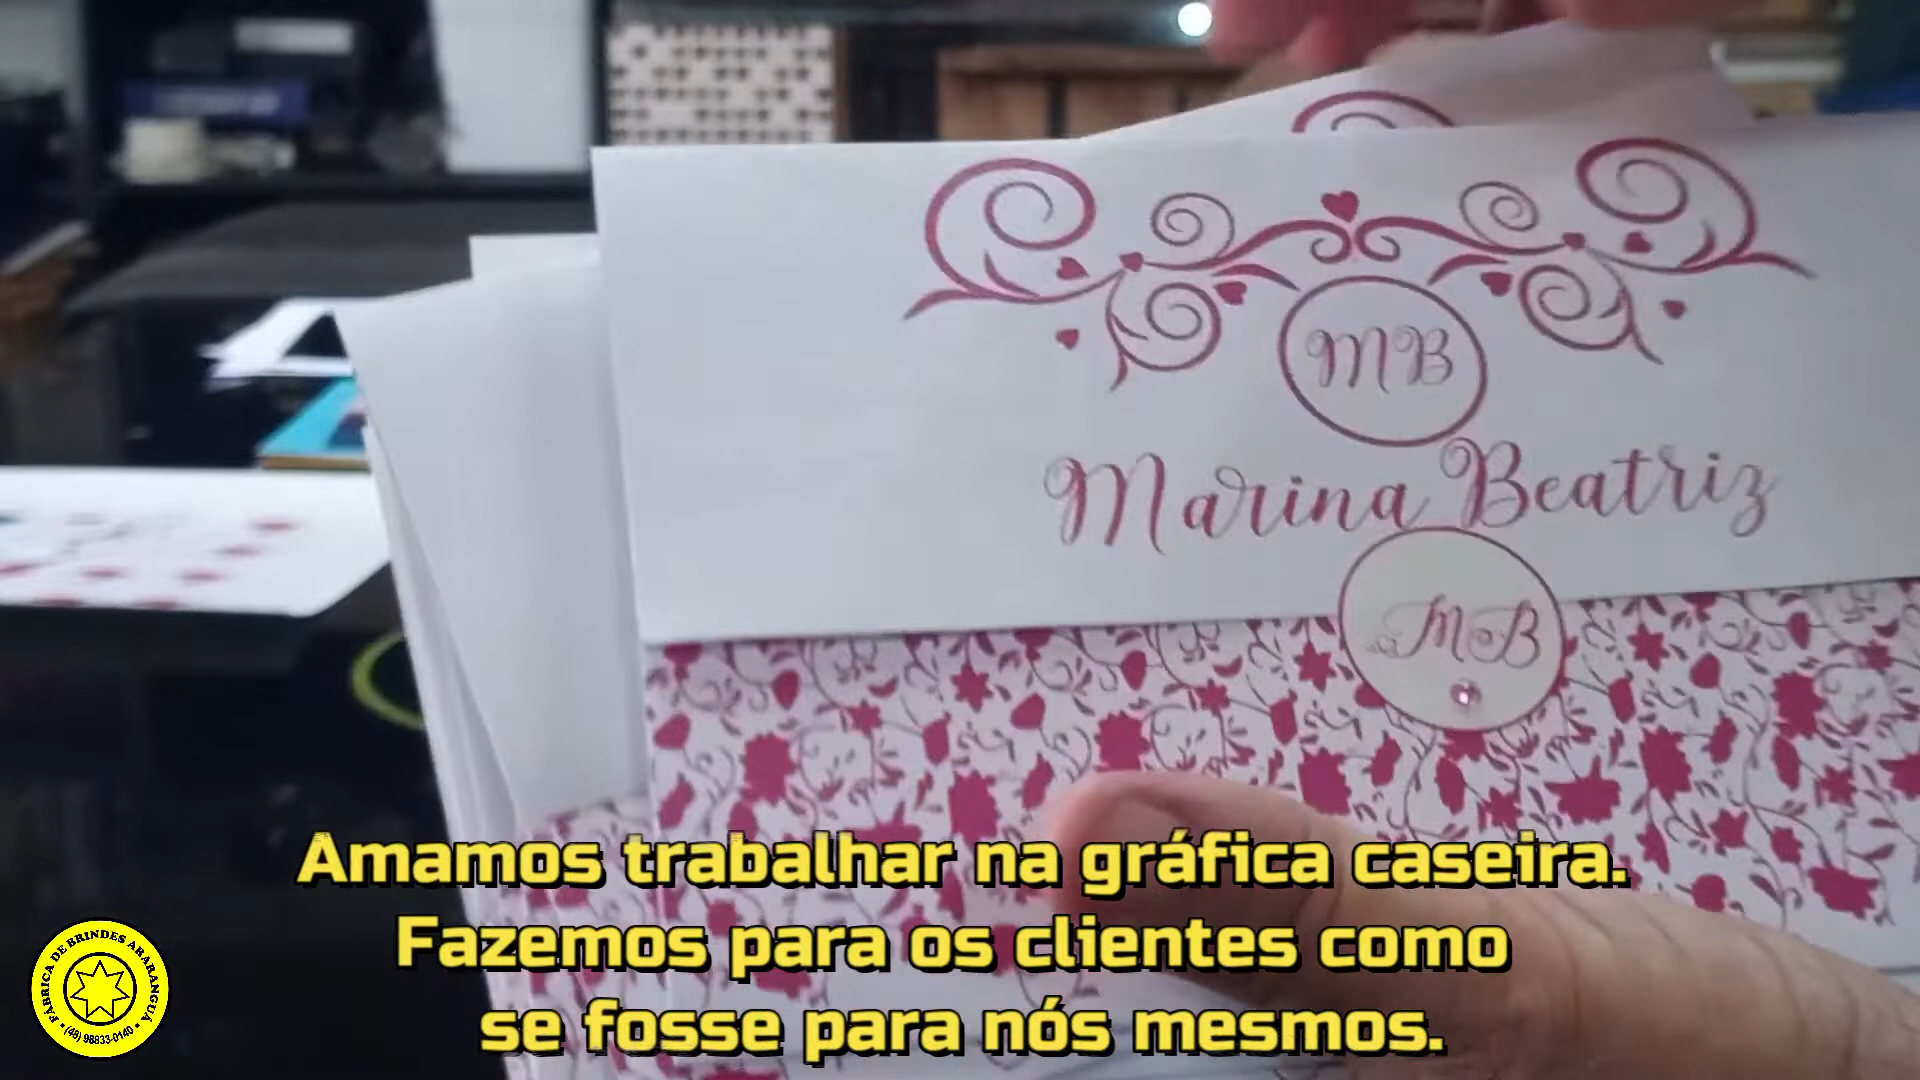 MB
Marina Beatriz
MB
Amamos trabalhar na gráfica caseira.
Fazemos para os clientes como
se fosse para nós mesmos.
FÁBRICA DE BRINDES ARARANGUÁ
(48) 98833-0140